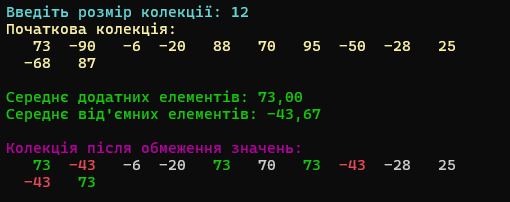 Введіть розмір колекції: 12
Початкова колекція:
73 -90 -6 -20 88 70 95 -50 -28 25
-68 87
Середнє додатних елементів: 73,00
Середнє від'ємних елементів: -43,67
Колекція після обмеження значень:
73 -43 -6 -20 73 70 73 -43 -28 25
-43 73